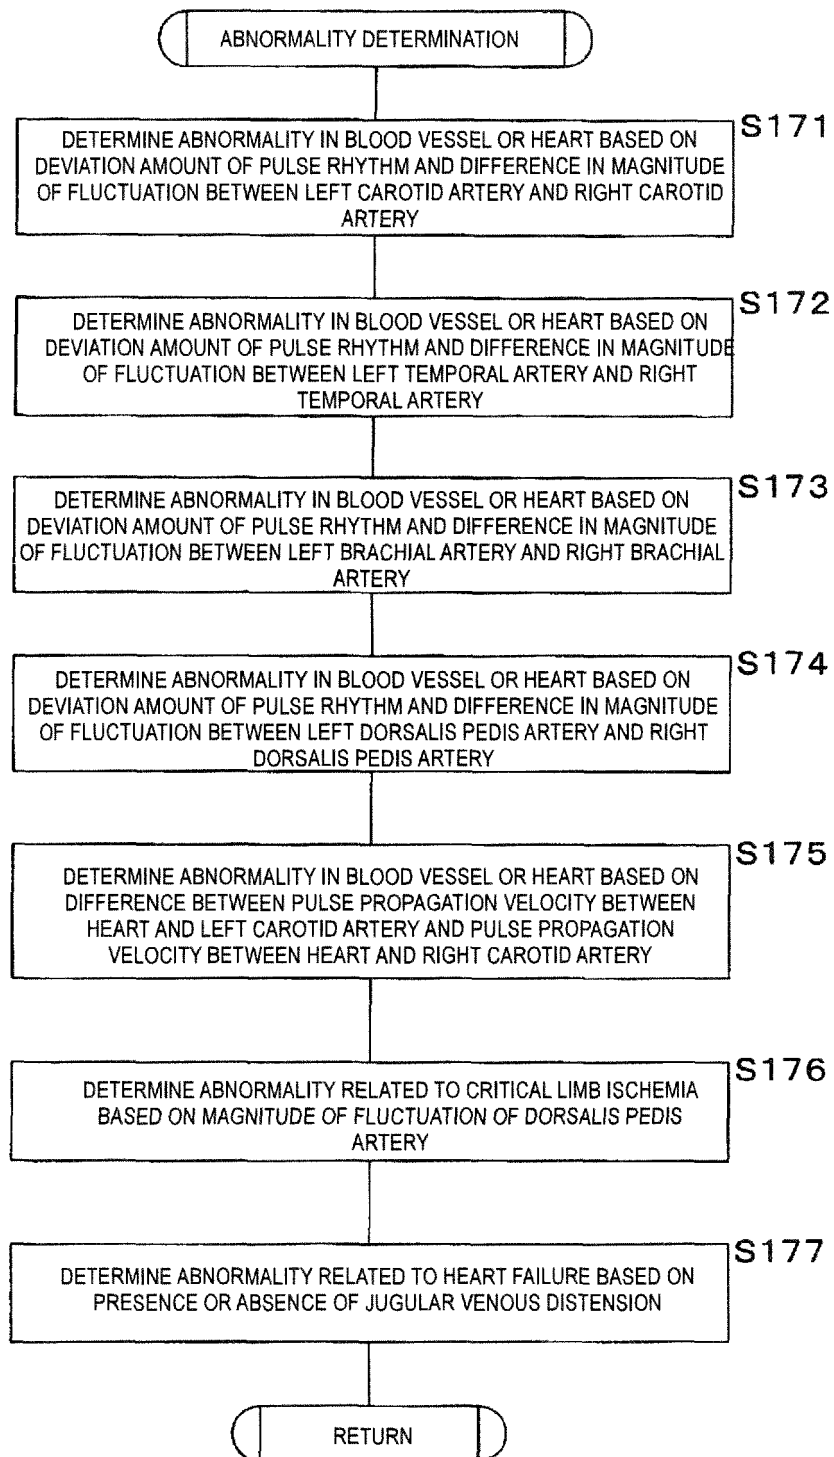 ABNORMALITY DETERMINATION
S171
DETERMINE ABNORMALITY IN BLOOD VESSEL OR HEART BASED ON
DEVIATION AMOUNT OF PULSE RHYTHM AND DIFFERENCE IN MAGNITUDE
OF FLUCTUATION BETWEEN LEFT CAROTID ARTERY AND RIGHT CAROTID
ARTERY
S172
DETERMINE ABNORMALITY IN BLOOD VESSEL OR HEART BASED ON
DEVIATION AMOUNT OF PULSE RHYTHM AND DIFFERENCE IN MAGNITUDE
OF FLUCTUATION BETWEEN LEFT TEMPORAL ARTERY AND RIGHT
TEMPORAL ARTERY
S173
DETERMINE ABNORMALITY IN BLOOD VESSEL OR HEART BASED ON
DEVIATION AMOUNT OF PULSE RHYTHM AND DIFFERENCE IN MAGNITUDE
OF FLUCTUATION BETWEEN LEFT BRACHIAL ARTERY AND RIGHT BRACHIAL
ARTERY
S174
DETERMINE ABNORMALITY IN BLOOD VESSEL OR HEART BASED ON
DEVIATION AMOUNT OF PULSE RHYTHM AND DIFFERENCE IN MAGNITUDE
OF FLUCTUATION BETWEEN LEFT DORSALIS PEDIS ARTERY AND RIGHT
DORSALIS PEDIS ARTERY
S175
DETERMINE ABNORMALITY IN BLOOD VESSEL OR HEART BASED ON
DIFFERENCE BETWEEN PULSE PROPAGATION VELOCITY BETWEEN
HEART AND LEFT CAROTID ARTERY AND PULSE PROPAGATION
VELOCITY BETWEEN HEART AND RIGHT CAROTID ARTERY
S176
DETERMINE ABNORMALITY RELATED TO CRITICAL LIMB ISCHEMIA
BASED ON MAGNITUDE OF FLUCTUATION OF DORSALIS PEDIS
ARTERY
S177
DETERMINE ABNORMALITY RELATED TO HEART FAILURE BASED ON
PRESENCE OR ABSENCE OF JUGULAR VENOUS DISTENSION
RETURN